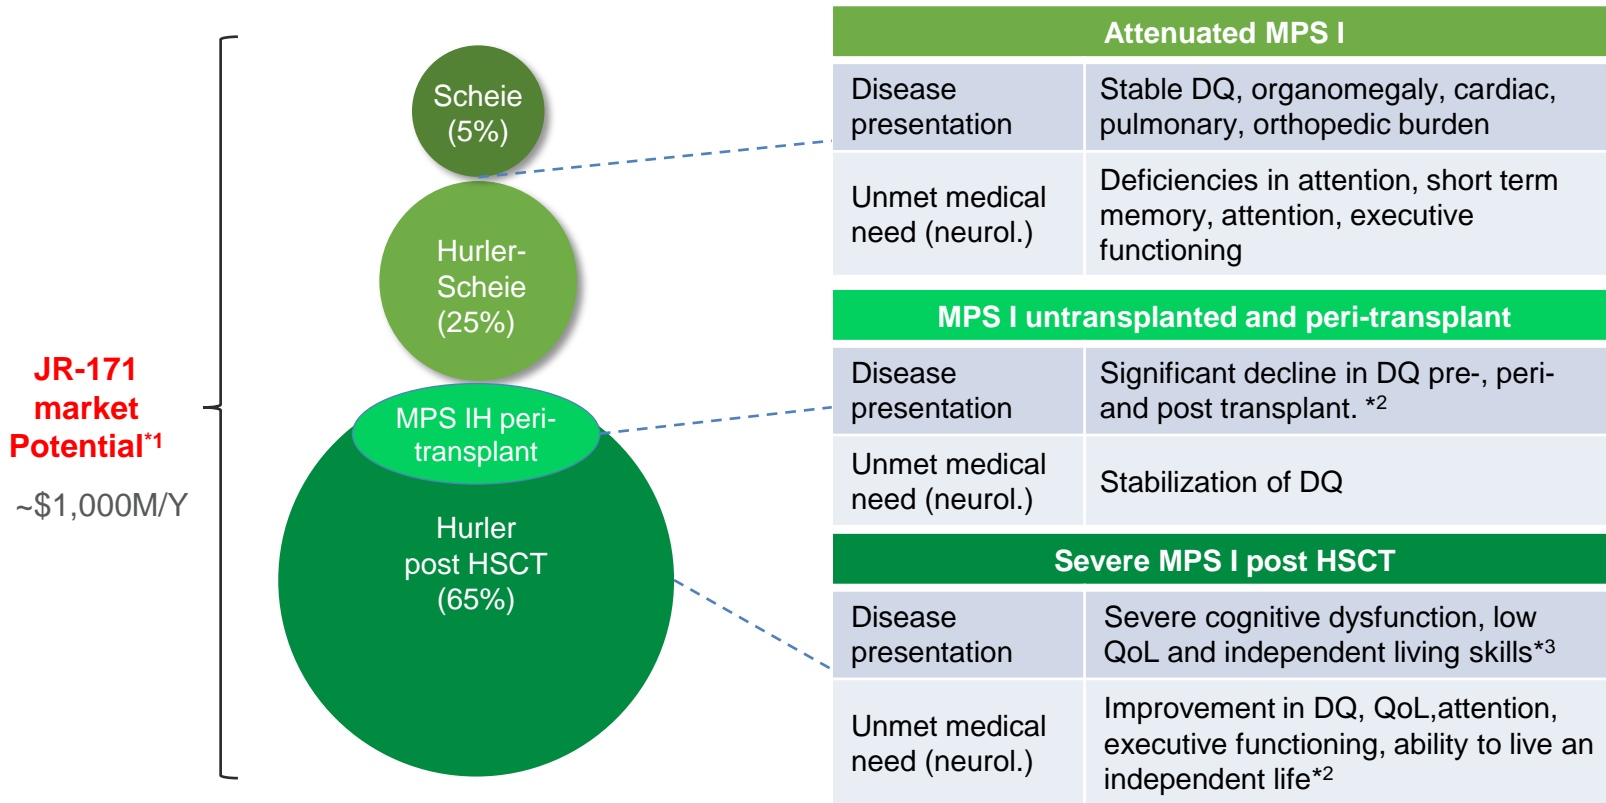 JR-171
market
Potential*1
~$1,000M/Y
Scheie
(5%)
Hurler-
Scheie
(25%)
MPS IH peri-
transplant
Hurler
post HSCT
(65%)
Attenuated MPS I
Disease
presentation
Stable DQ, organomegaly, cardiac,
pulmonary, orthopedic burden
Unmet medical
need (neurol.)
Deficiencies in attention, short term
memory, attention, executive
functioning
MPS I untransplanted and peri-transplant
Disease
presentation
Significant decline in DQ pre-, peri-
and post transplant. *2
Unmet medical
need (neurol.)
Stabilization of DQ
Severe MPS I post HSCT
Disease
presentation
Severe cognitive dysfunction, low
QoL and independent living skills*3
Unmet medical
need (neurol.)
Improvement in DQ, QoL,attention,
executive functioning, ability to live an
independent life*2